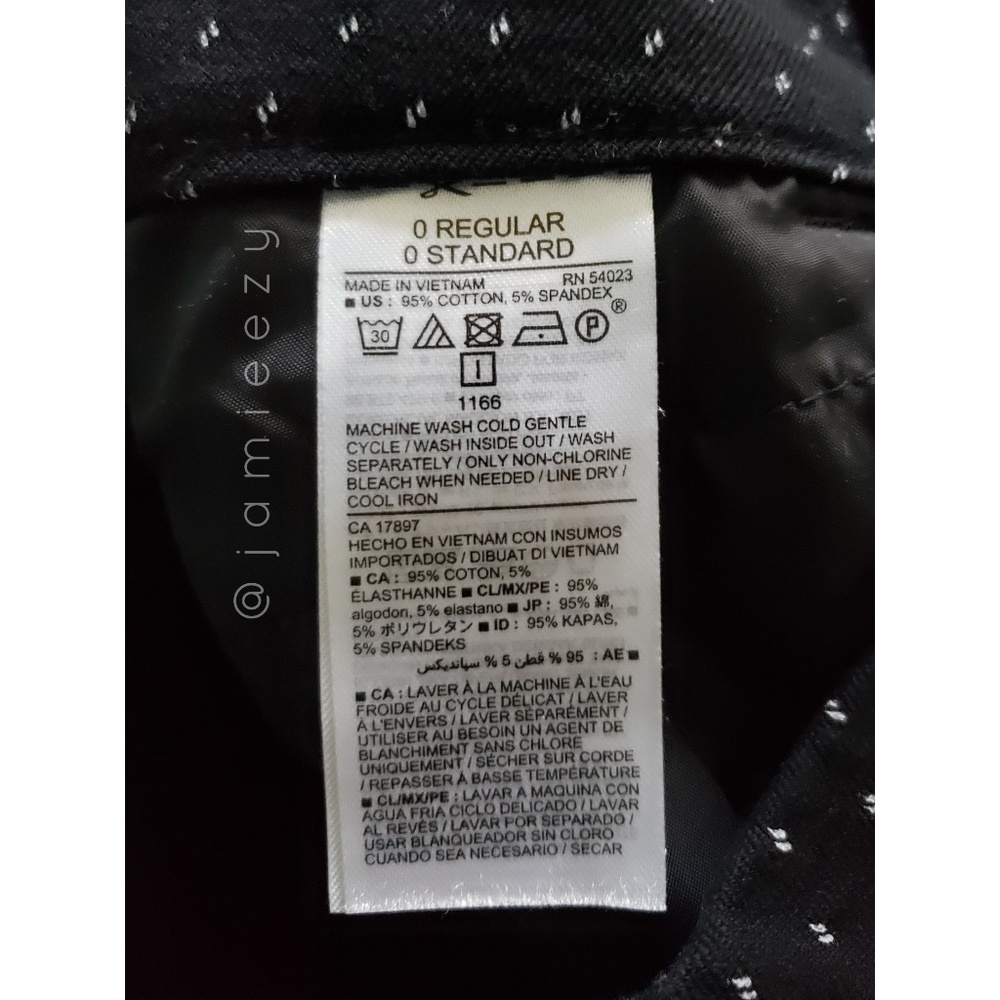 0 REGULAR
0 STANDARD
MADE IN VIETNAM RN 54023
■ US : 95% COTTON, 5% SPANDEX
30 P ®
1166
MACHINE WASH COLD GENTLE
CYCLE / WASH INSIDE OUT / WASH
SEPARATELY / ONLY NON-CHLORINE
BLEACH WHEN NEEDED / LINE DRY /
COOL IRON
CA 17897
HECHO EN VIETNAM CON INSUMOS
IMPORTADOS / DIBUAT DI VIETNAM
■ CA : 95% COTON, 5%
ÉLASTHANNE ■ CL/MX/PE : 95%
algodon, 5% elastano ■ JP : 95% 綿,
5% ポリウレタン ■ ID : 95% KAPAS,
5% SPANDEKS
■ AE : 95 % قطن 5 % سباندیکس
■ CA : LAVER À LA MACHINE À L'EAU
FROIDE AU CYCLE DÉLICAT / LAVER
À L'ENVERS / LAVER SÉPARÉMENT /
UTILISER AU BESOIN UN AGENT DE
BLANCHIMENT SANS CHLORE
UNIQUEMENT / SÉCHER SUR CORDE
/ REPASSER À BASSE TEMPÉRATURE
■ CL/MX/PE : LAVAR A MAQUINA CON
AGUA FRIA CICLO DELICADO / LAVAR
AL REVÉS / LAVAR POR SEPARADO /
USAR BLANQUEADOR SIN CLORO
CUANDO SEA NECESARIO / SECAR
@jamieezy